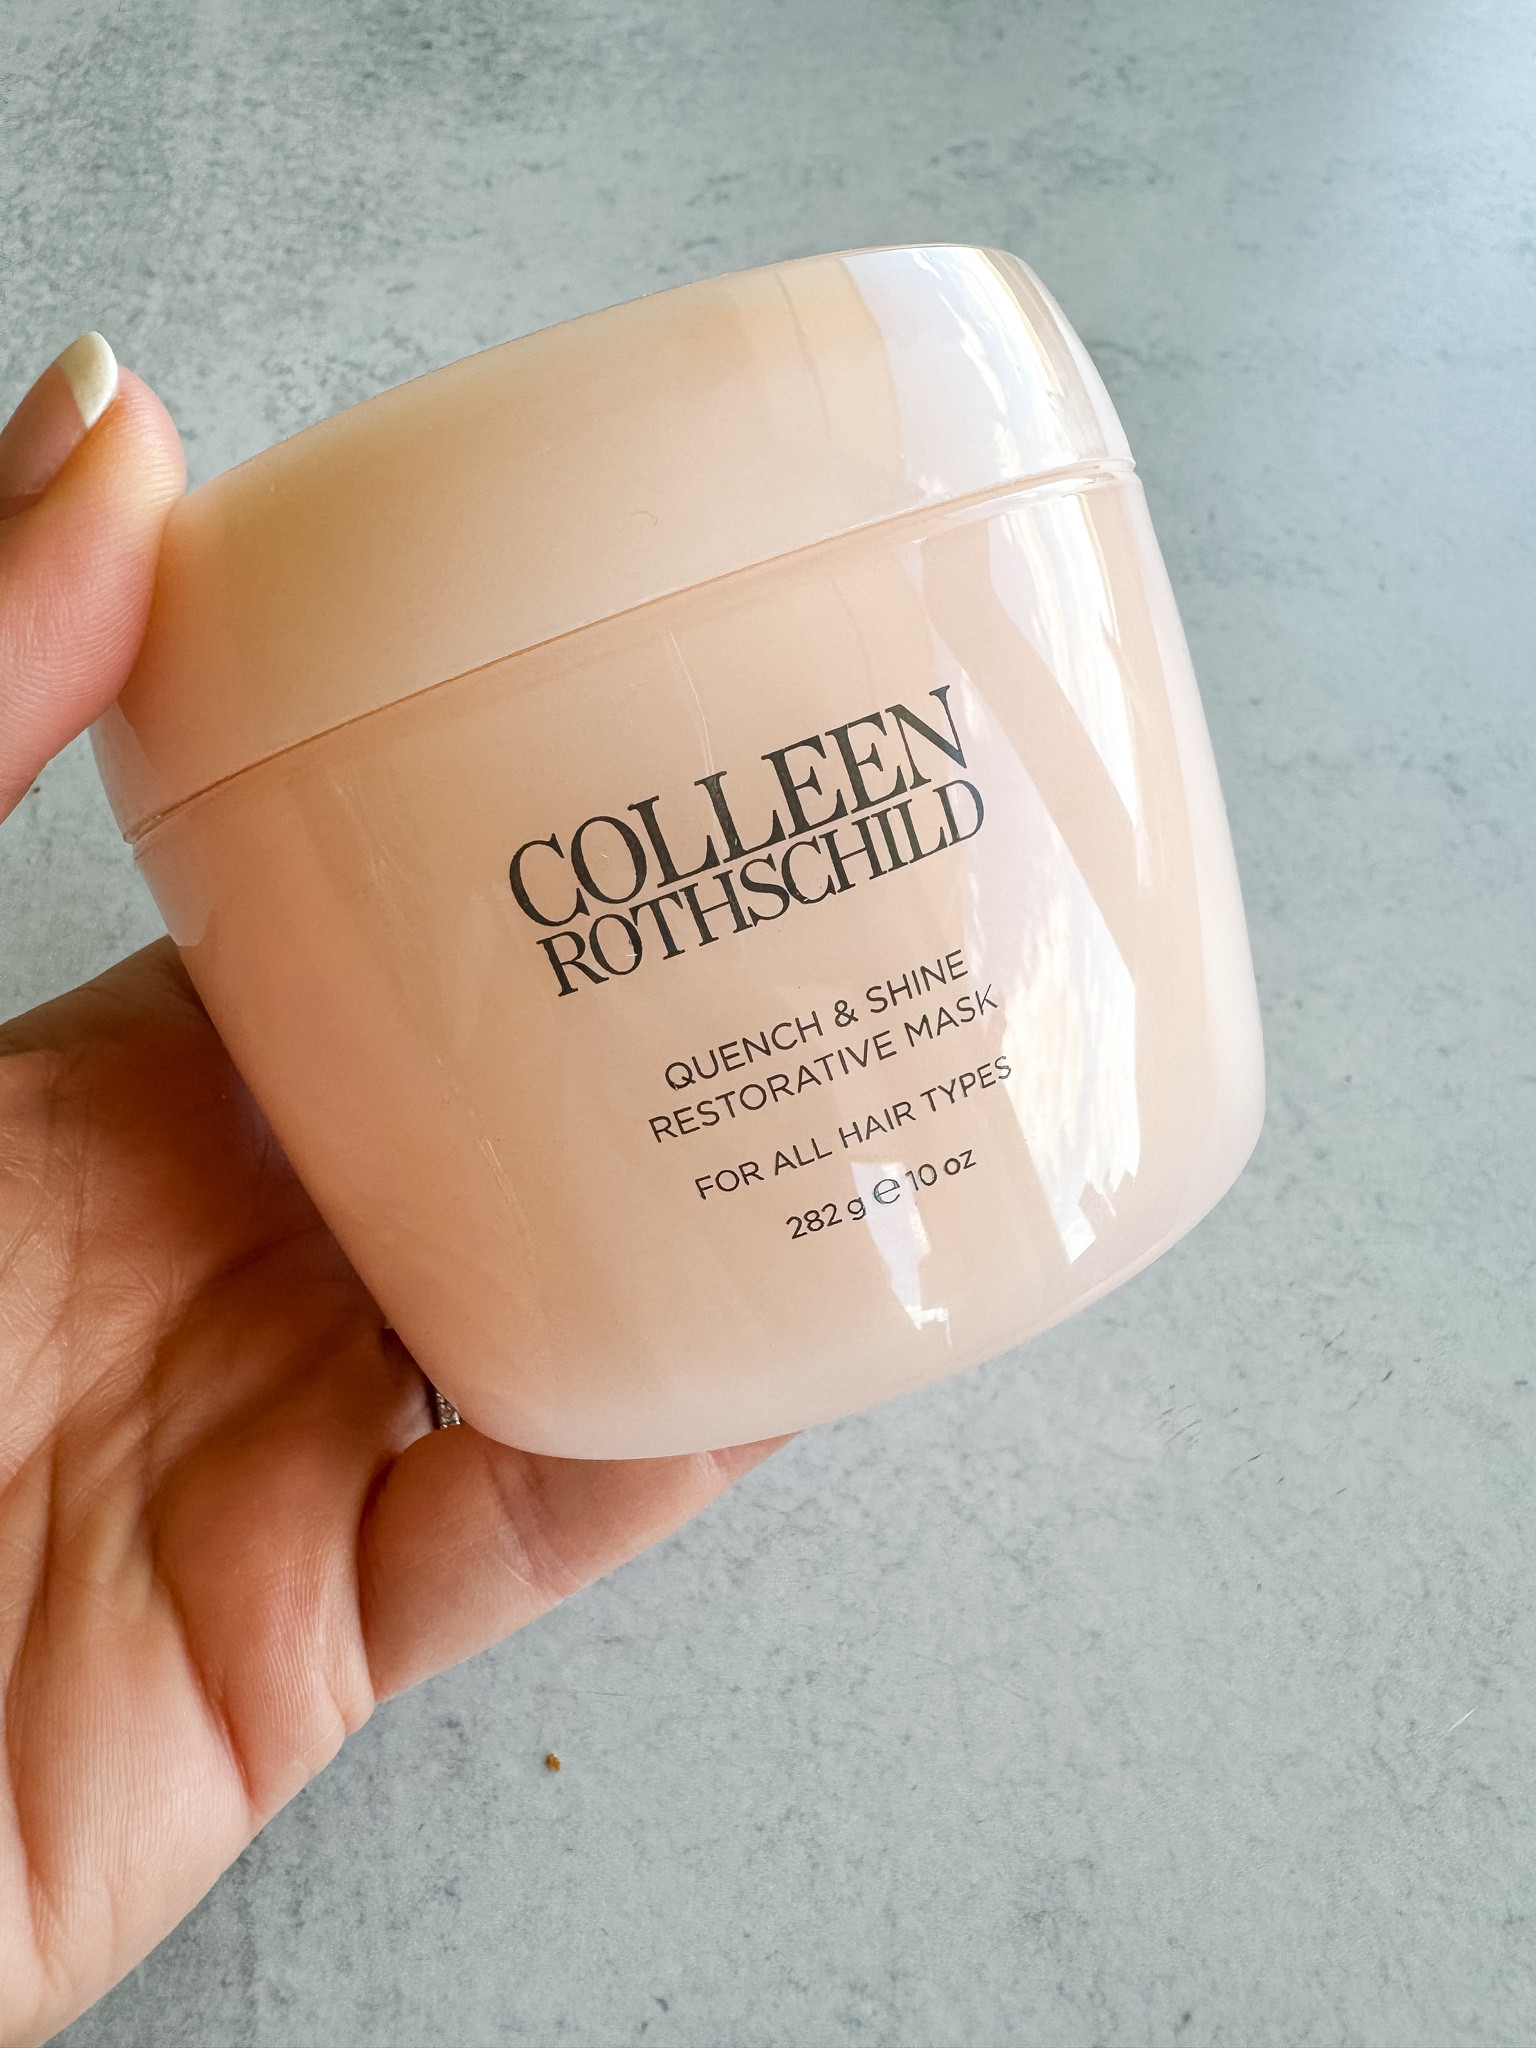 COLLEEN
ROTHSCHILD
QUENCH & SHINE
RESTORATIVE MASK
FOR ALL HAIR TYPES
282 g ℮ 10 oz